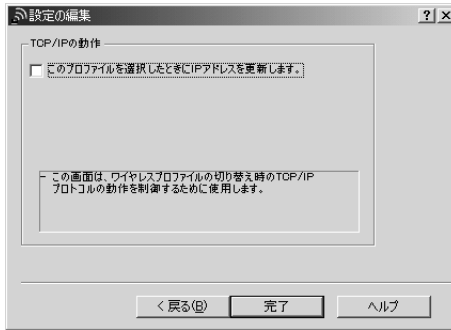 設定の編集
TCP/IPの動作
このプロファイルを選択したときにIPアドレスを更新します。
- この画面は、ワイヤレスプロファイルの切り替え時のTCP/IP
プロトコルの動作を制御するために使用します。
< 戻る(B)
完了
ヘルプ